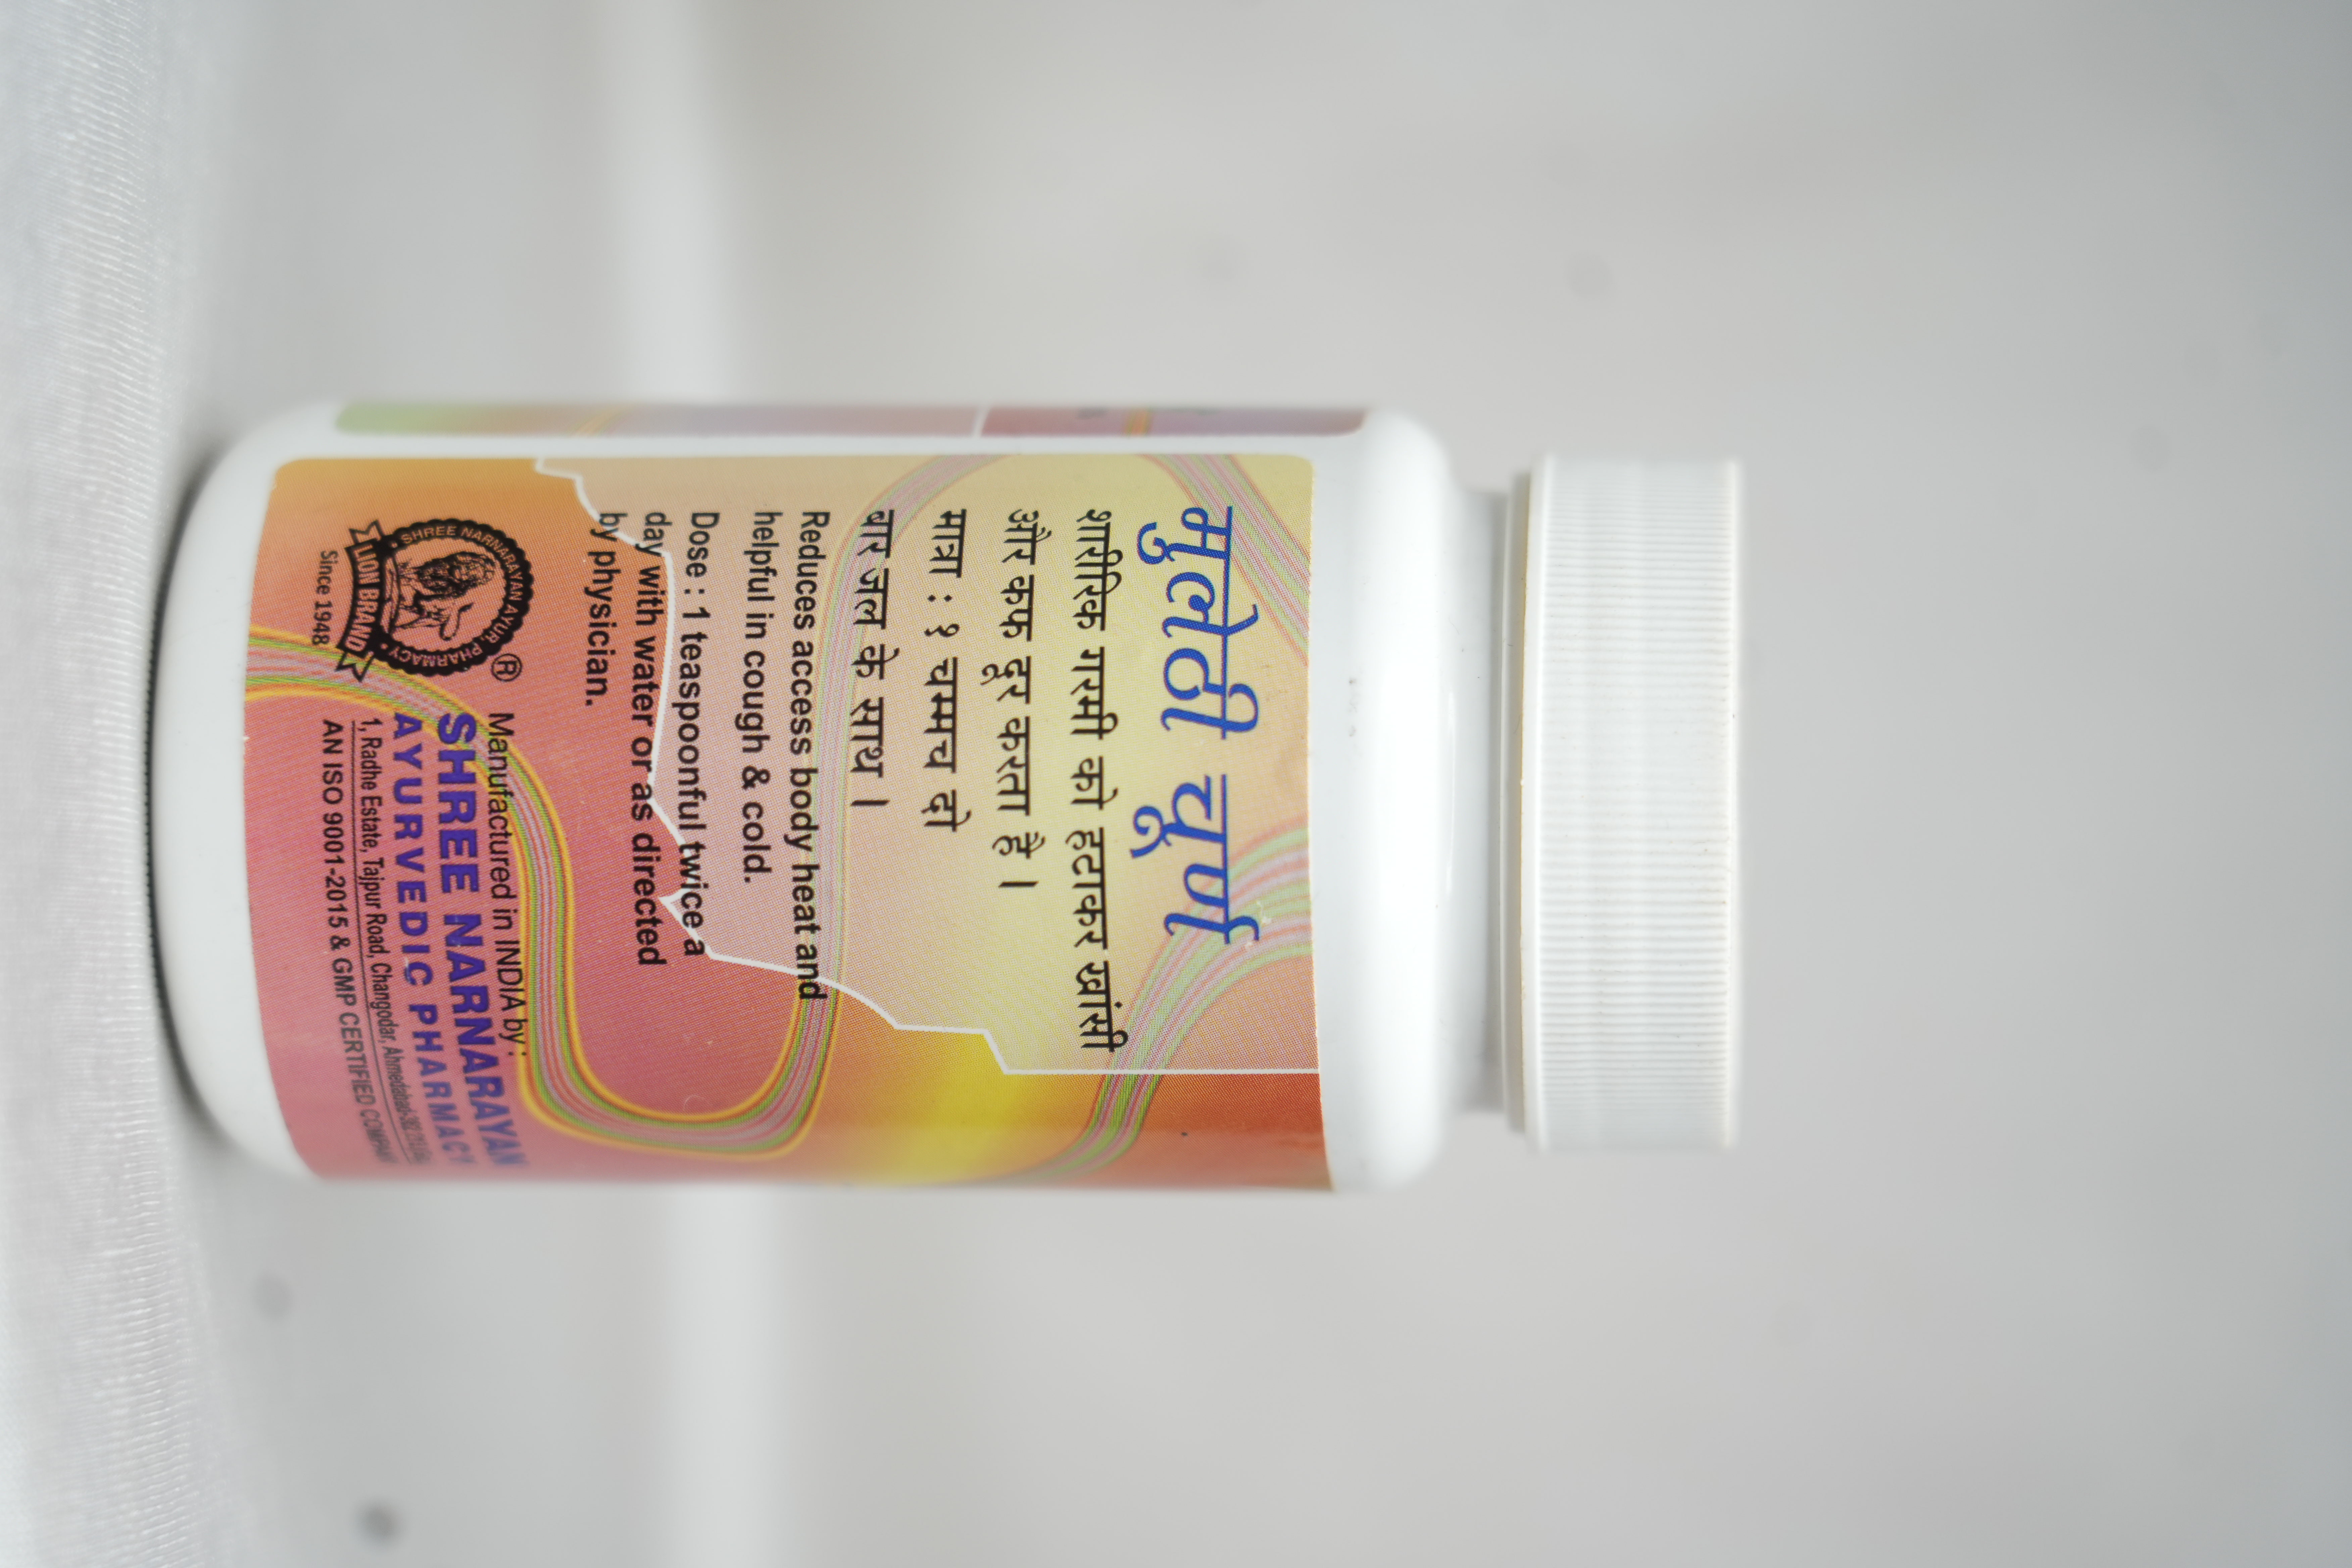 मुलेठी चूर्ण
शारीरिक गरमी को हटाकर खांसी
और कफ दूर करता है ।
मात्रा : १ चम्मच दो
बार जल के साथ ।
Reduces access body heat and
helpful in cough & cold.
Dose : 1 teaspoonful twice a
day with water or as directed
by physician.
SHREE NARNARAYAN AYUR. PHARMACY
®
LION BRAND
Since 1948
Manufactured in INDIA by :
SHREE NARNARAYAN
AYURVEDIC PHARMACY
1, Radhe Estate, Tajpur Road, Changodar, Ahmedabad
AN ISO 9001-2015 & GMP CERTIFIED COMPANY